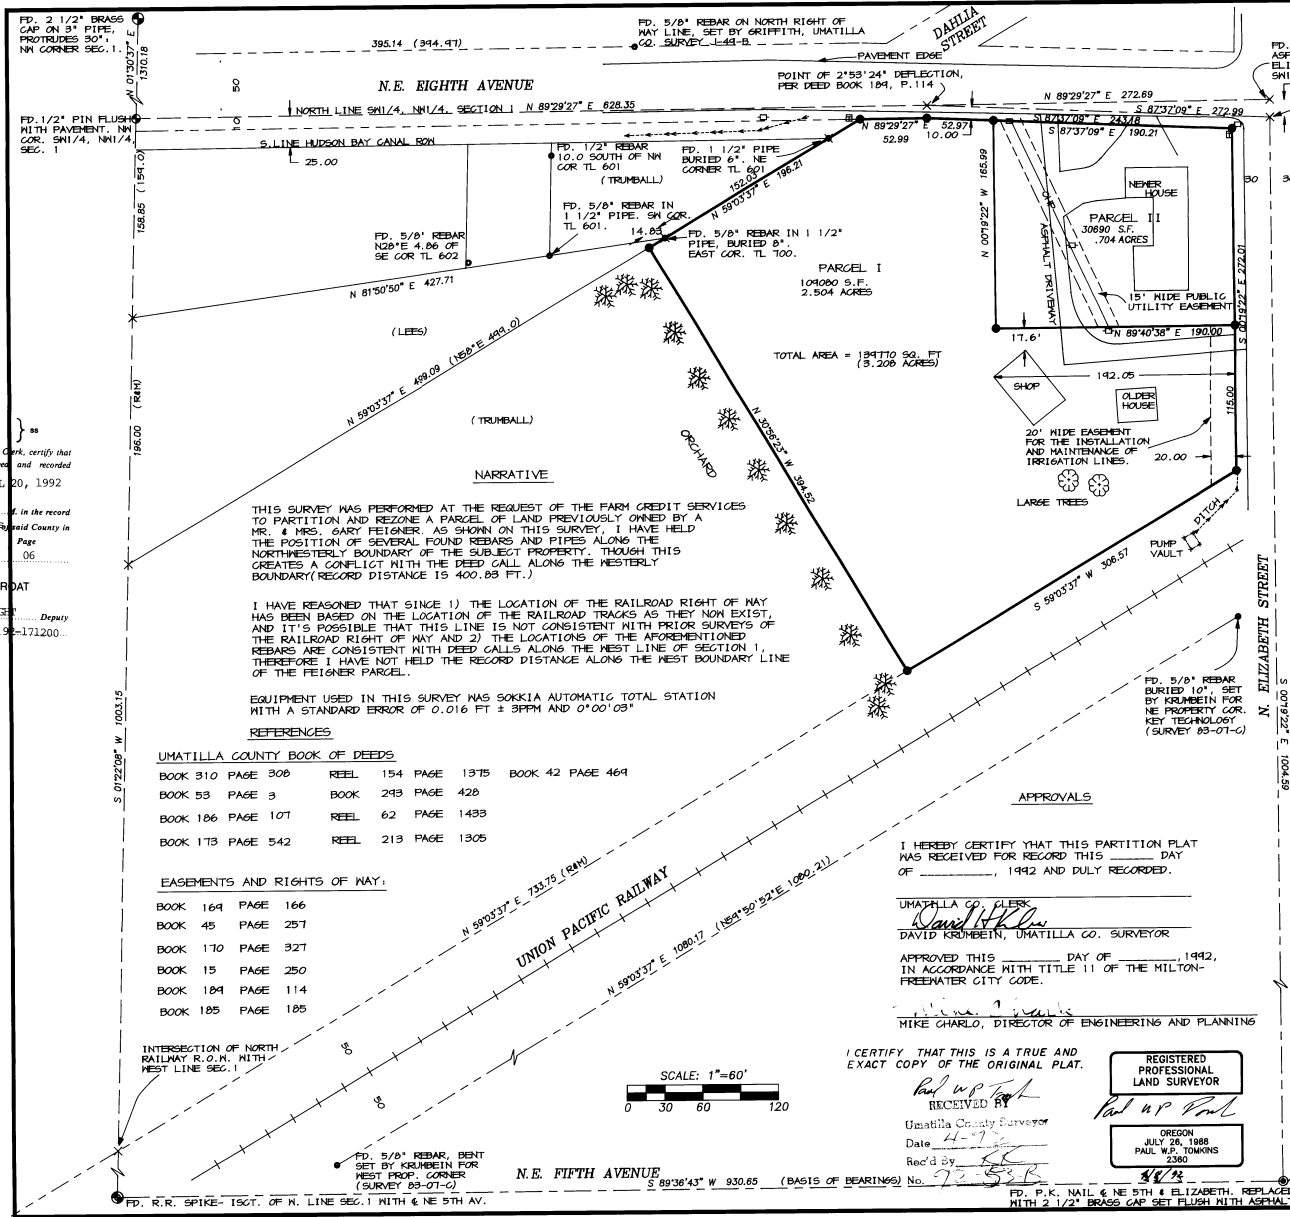 FD. 2 1/2" BRASS
CAP ON 3" PIPE,
PROTRUDES 30".
NW CORNER SEC.1.
N 01°30'37" E
1310.18
395.14 (394.97)
50
FD. 5/8" REBAR ON NORTH RIGHT OF
WAY LINE, SET BY GRIFFITH, UMATILLA
CO. SURVEY J-49-B
DAHLIA
STREET
PAVEMENT EDGE
N.E. EIGHTH AVENUE
POINT OF 2°53'24" DEFLECTION,
PER DEED BOOK 189, P.114
NORTH LINE SW1/4, NW1/4, SECTION 1 N 89°29'27" E 628.35
N 89°29'27" E 272.69
S 87°37'09" E 272.99
S 87°37'09" E 243.18
S 87°37'09" E 190.21
FD.1/2" PIN FLUSH
WITH PAVEMENT. NW
COR. SW1/4, NW1/4,
SEC. 1
S.LINE HUDSON BAY CANAL ROW
25.00
N 89°29'27" E 52.97
52.99
10.00
FD. 1/2" REBAR
10.0 SOUTH OF NW
COR TL 601
(TRUMBALL)
FD. 1 1/2" PIPE
BURIED 6". NE
CORNER TL 601
152.03
N 59°03'37" E 196.21
158.85 (159.0)
FD. 5/8" REBAR IN
1 1/2" PIPE. SW COR.
TL 601.
14.83
FD. 5/8" REBAR
N28°E 4.86 OF
SE COR TL 602
FD. 5/8" REBAR IN 1 1/2"
PIPE, BURIED 8".
EAST COR. TL 700.
N 00°19'22" W 165.99
NEWER
HOUSE
PARCEL II
30690 S.F.
.704 ACRES
ASPHALT DRIVEWAY
30
S 00°19'22" E 272.01
PARCEL I
109080 S.F.
2.504 ACRES
15' WIDE PUBLIC
UTILITY EASEMENT
N 81°50'50" E 427.71
(LEES)
N 59°03'37" E 499.09 (N58°E 499.0)
17.6'
N 89°40'38" E 190.00
TOTAL AREA = 139770 SQ. FT
(3.208 ACRES)
SHOP
192.05
OLDER
HOUSE
115.00
196.00 (R&M)
(TRUMBALL)
ORCHARD
N 30°56'23" W 394.52
20' WIDE EASEMENT
FOR THE INSTALLATION
AND MAINTENANCE OF
IRRIGATION LINES.
20.00
LARGE TREES
DITCH
PUMP
VAULT
S 59°03'37" W 306.57
ss
Clerk, certify that
and recorded
20, 1992
in the record
said County in
Page
06
ROAT
Deputy
92-171200
NARRATIVE
THIS SURVEY WAS PERFORMED AT THE REQUEST OF THE FARM CREDIT SERVICES
TO PARTITION AND REZONE A PARCEL OF LAND PREVIOUSLY OWNED BY A
MR. & MRS. GARY FEIGNER. AS SHOWN ON THIS SURVEY, I HAVE HELD
THE POSITION OF SEVERAL FOUND REBARS AND PIPES ALONG THE
NORTHWESTERLY BOUNDARY OF THE SUBJECT PROPERTY. THOUGH THIS
CREATES A CONFLICT WITH THE DEED CALL ALONG THE WESTERLY
BOUNDARY(RECORD DISTANCE IS 400.83 FT.)
I HAVE REASONED THAT SINCE 1) THE LOCATION OF THE RAILROAD RIGHT OF WAY
HAS BEEN BASED ON THE LOCATION OF THE RAILROAD TRACKS AS THEY NOW EXIST,
AND IT'S POSSIBLE THAT THIS LINE IS NOT CONSISTENT WITH PRIOR SURVEYS OF
THE RAILROAD RIGHT OF WAY AND 2) THE LOCATIONS OF THE AFOREMENTIONED
REBARS ARE CONSISTENT WITH DEED CALLS ALONG THE WEST LINE OF SECTION 1,
THEREFORE I HAVE NOT HELD THE RECORD DISTANCE ALONG THE WEST BOUNDARY LINE
OF THE FEIGNER PARCEL.
EQUIPMENT USED IN THIS SURVEY WAS SOKKIA AUTOMATIC TOTAL STATION
WITH A STANDARD ERROR OF 0.016 FT ± 3PPM AND 0°00'03"
N. ELIZABETH STREET
FD. 5/8" REBAR
BURIED 10", SET
BY KRUMBEIN FOR
NE PROPERTY COR.
KEY TECHNOLOGY
(SURVEY 83-07-C)
S 00°19'22" E 1004.59
S 01°22'08" W 1003.15
REFERENCES
UMATILLA COUNTY BOOK OF DEEDS
BOOK 310 PAGE 308 REEL 154 PAGE 1375 BOOK 42 PAGE 469
BOOK 53 PAGE 3 BOOK 293 PAGE 428
BOOK 186 PAGE 107 REEL 62 PAGE 1433
BOOK 173 PAGE 542 REEL 213 PAGE 1305
EASEMENTS AND RIGHTS OF WAY:
BOOK 169 PAGE 166
BOOK 45 PAGE 257
BOOK 170 PAGE 327
BOOK 15 PAGE 250
BOOK 189 PAGE 114
BOOK 185 PAGE 185
N 59°03'37" E 733.75 (R&M)
UNION PACIFIC RAILWAY
N 59°03'37" E 1080.17 (N59°50'52"E 1080.21)
APPROVALS
I HEREBY CERTIFY YHAT THIS PARTITION PLAT
WAS RECEIVED FOR RECORD THIS ______ DAY
OF __________, 1992 AND DULY RECORDED.
UMATILLA CO. CLERK
DAVID KRUMBEIN, UMATILLA CO. SURVEYOR
APPROVED THIS ________ DAY OF ________, 1992,
IN ACCORDANCE WITH TITLE 11 OF THE MILTON-
FREEWATER CITY CODE.
MIKE CHARLO, DIRECTOR OF ENGINEERING AND PLANNING
INTERSECTION OF NORTH
RAILWAY R.O.W. WITH
WEST LINE SEC.1
50
50
SCALE: 1"=60'
0 30 60 120
I CERTIFY THAT THIS IS A TRUE AND
EXACT COPY OF THE ORIGINAL PLAT.
RECEIVED BY
Umatilla County Surveyor
Date
Rec'd By
No. 92-53-B
REGISTERED
PROFESSIONAL
LAND SURVEYOR
OREGON
JULY 26, 1988
PAUL W.P. TOMKINS
2360
FD. 5/8" REBAR, BENT
SET BY KRUMBEIN FOR
WEST PROP. CORNER
(SURVEY 83-07-C)
N.E. FIFTH AVENUE
S 89°36'43" W 930.65 (BASIS OF BEARINGS)
FD. R.R. SPIKE- ISCT. OF W. LINE SEC.1 WITH ℄ NE 5TH AV.
FD. P.K. NAIL ℄ NE 5TH & ELIZABETH. REPLACED
WITH 2 1/2" BRASS CAP SET FLUSH WITH ASPHALT